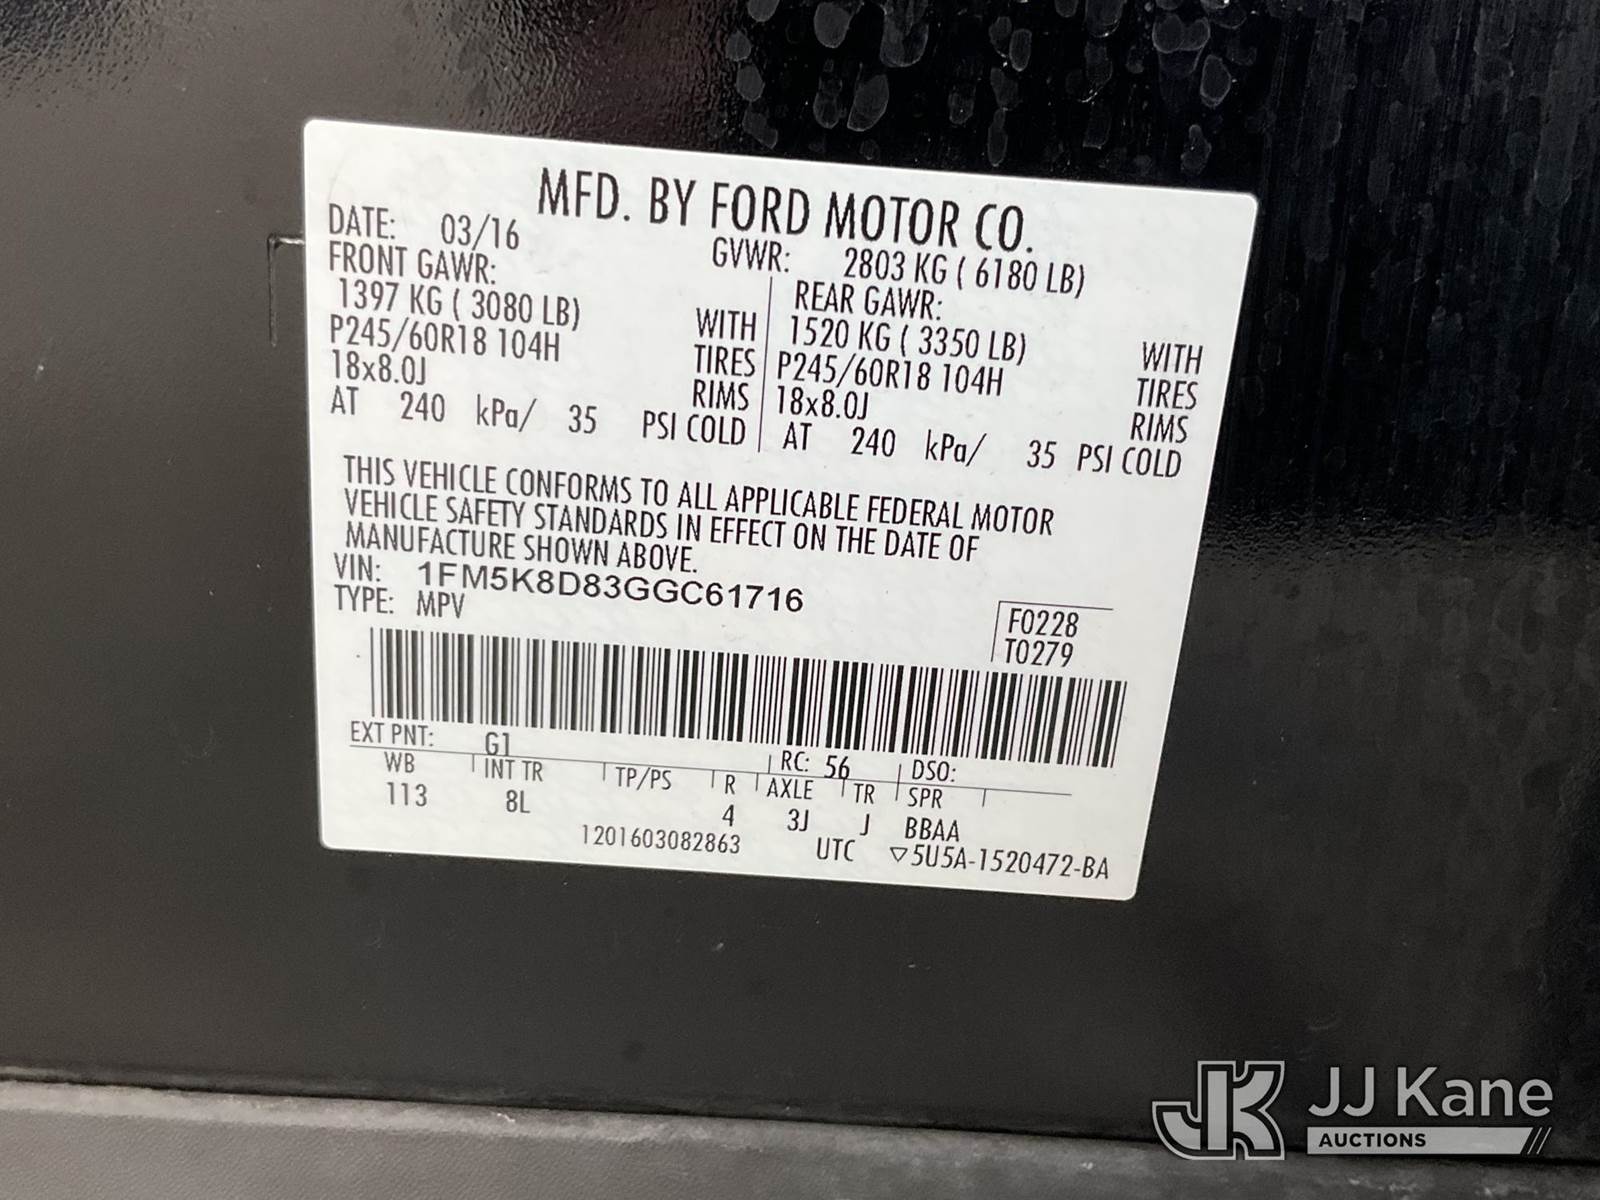 MFD. BY FORD MOTOR CO.
DATE: 03/16 GVWR: 2803 KG ( 6180 LB)
FRONT GAWR: REAR GAWR:
1397 KG ( 3080 LB) WITH 1520 KG ( 3350 LB) WITH
P245/60R18 104H TIRES P245/60R18 104H TIRES
18x8.0J RIMS 18x8.0J RIMS
AT 240 kPa/ 35 PSI COLD AT 240 kPa/ 35 PSI COLD
THIS VEHICLE CONFORMS TO ALL APPLICABLE FEDERAL MOTOR
VEHICLE SAFETY STANDARDS IN EFFECT ON THE DATE OF
MANUFACTURE SHOWN ABOVE.
VIN: 1FM5K8D83GGC61716
TYPE: MPV F0228
T0279
EXT PNT: G1 RC: 56 DSO:
WB INT TR TP/PS R AXLE TR SPR
113 8L 4 3J J BBAA
1201603082863 UTC ▽5U5A-1520472-BA
JK JJ Kane
AUCTIONS